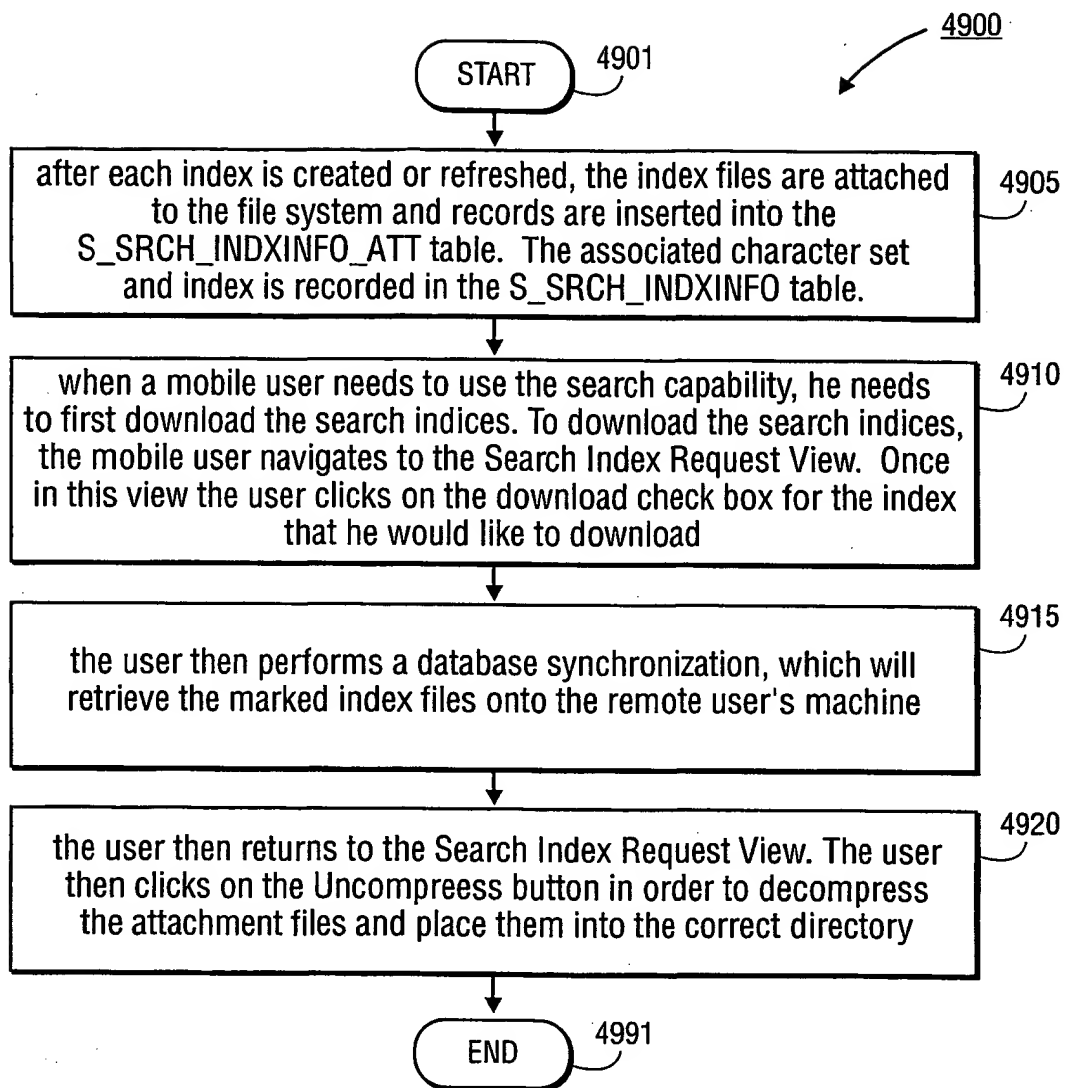 4900
START
4901
after each index is created or refreshed, the index files are attached
to the file system and records are inserted into the
S_SRCH_INDXINFO_ATT table. The associated character set
and index is recorded in the S_SRCH_INDXINFO table.
4905
when a mobile user needs to use the search capability, he needs
to first download the search indices. To download the search indices,
the mobile user navigates to the Search Index Request View. Once
in this view the user clicks on the download check box for the index
that he would like to download
4910
the user then performs a database synchronization, which will
retrieve the marked index files onto the remote user's machine
4915
the user then returns to the Search Index Request View. The user
then clicks on the Uncompreess button in order to decompress
the attachment files and place them into the correct directory
4920
END
4991